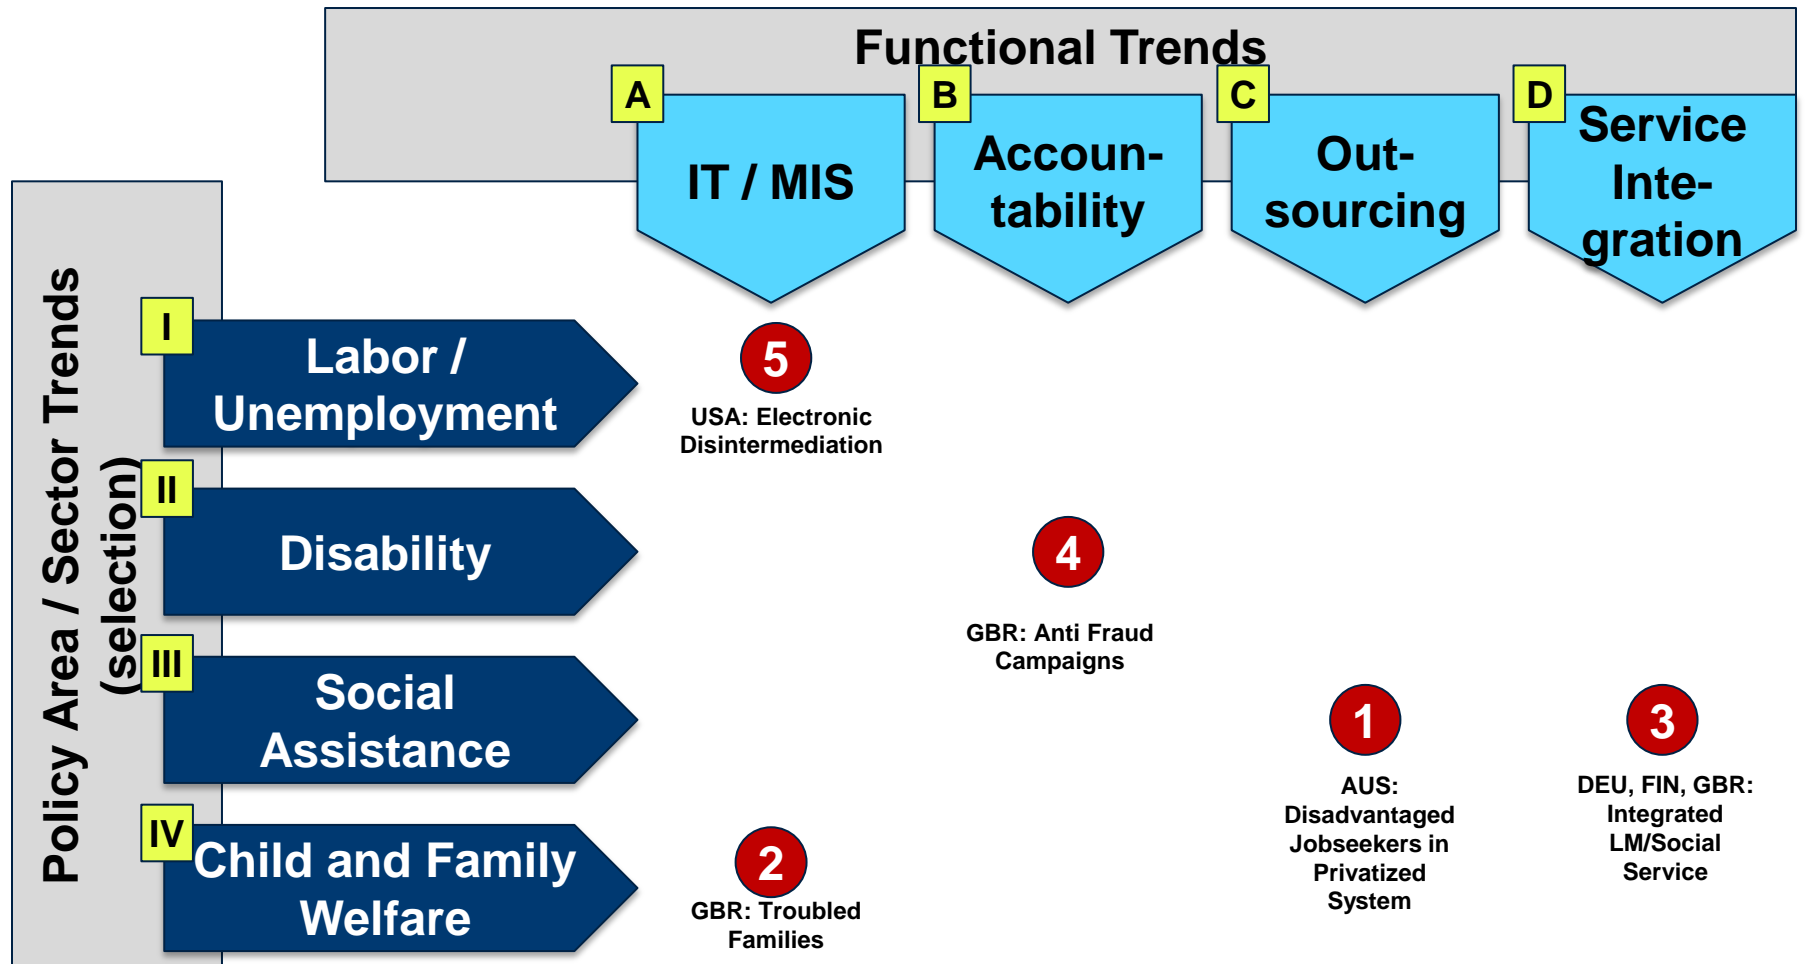 Functional Trends
A
IT / MIS
B
Accoun-
tability
C
Out-
sourcing
D
Service
Inte-
gration
Policy Area / Sector Trends
(selection)
I
Labor /
Unemployment
5
USA: Electronic
Disintermediation
II
Disability
4
GBR: Anti Fraud
Campaigns
III
Social
Assistance
1
AUS:
Disadvantaged
Jobseekers in
Privatized
System
3
DEU, FIN, GBR:
Integrated
LM/Social
Service
IV
Child and Family
Welfare
2
GBR: Troubled
Families